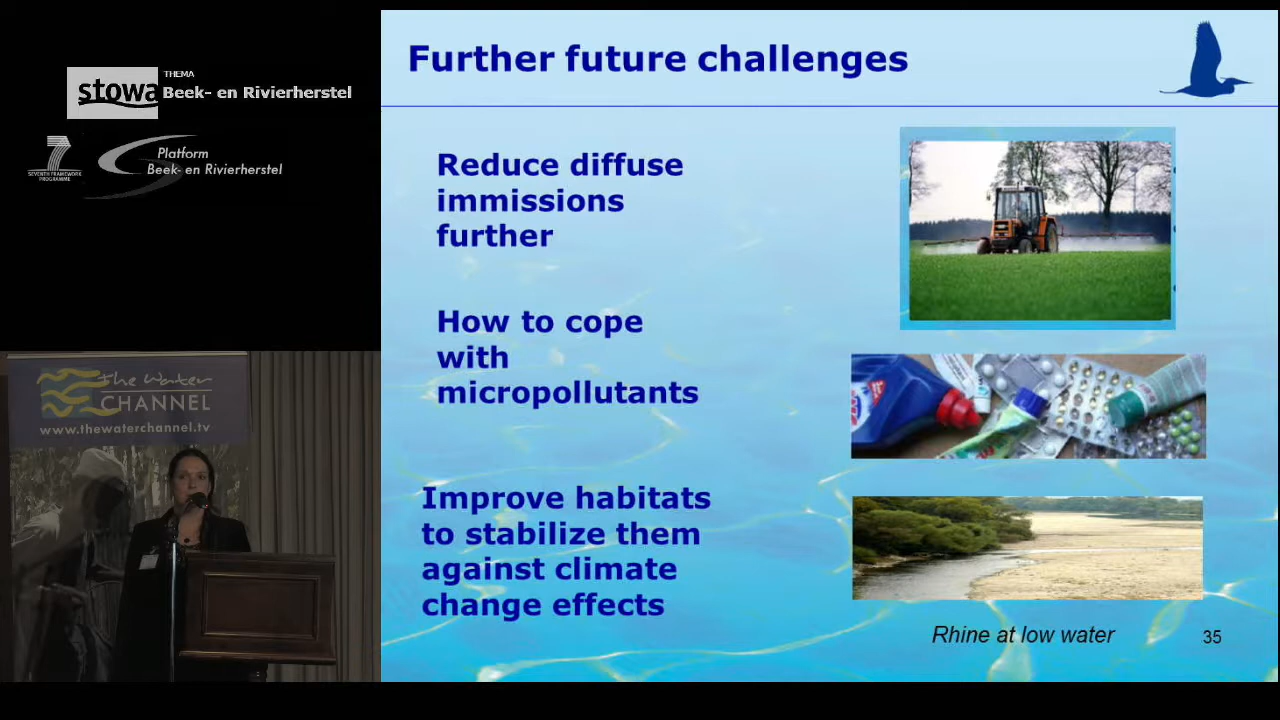 stowa
THEMA
Beek- en Rivierherstel
SEVENTH FRAMEWORK
PROGRAMME
Platform
Beek- en Rivierherstel
the water
CHANNEL
www.thewaterchannel.tv
Further future challenges
Reduce diffuse
immissions
further
How to cope
with
micropollutants
Improve habitats
to stabilize them
against climate
change effects
Rhine at low water
35